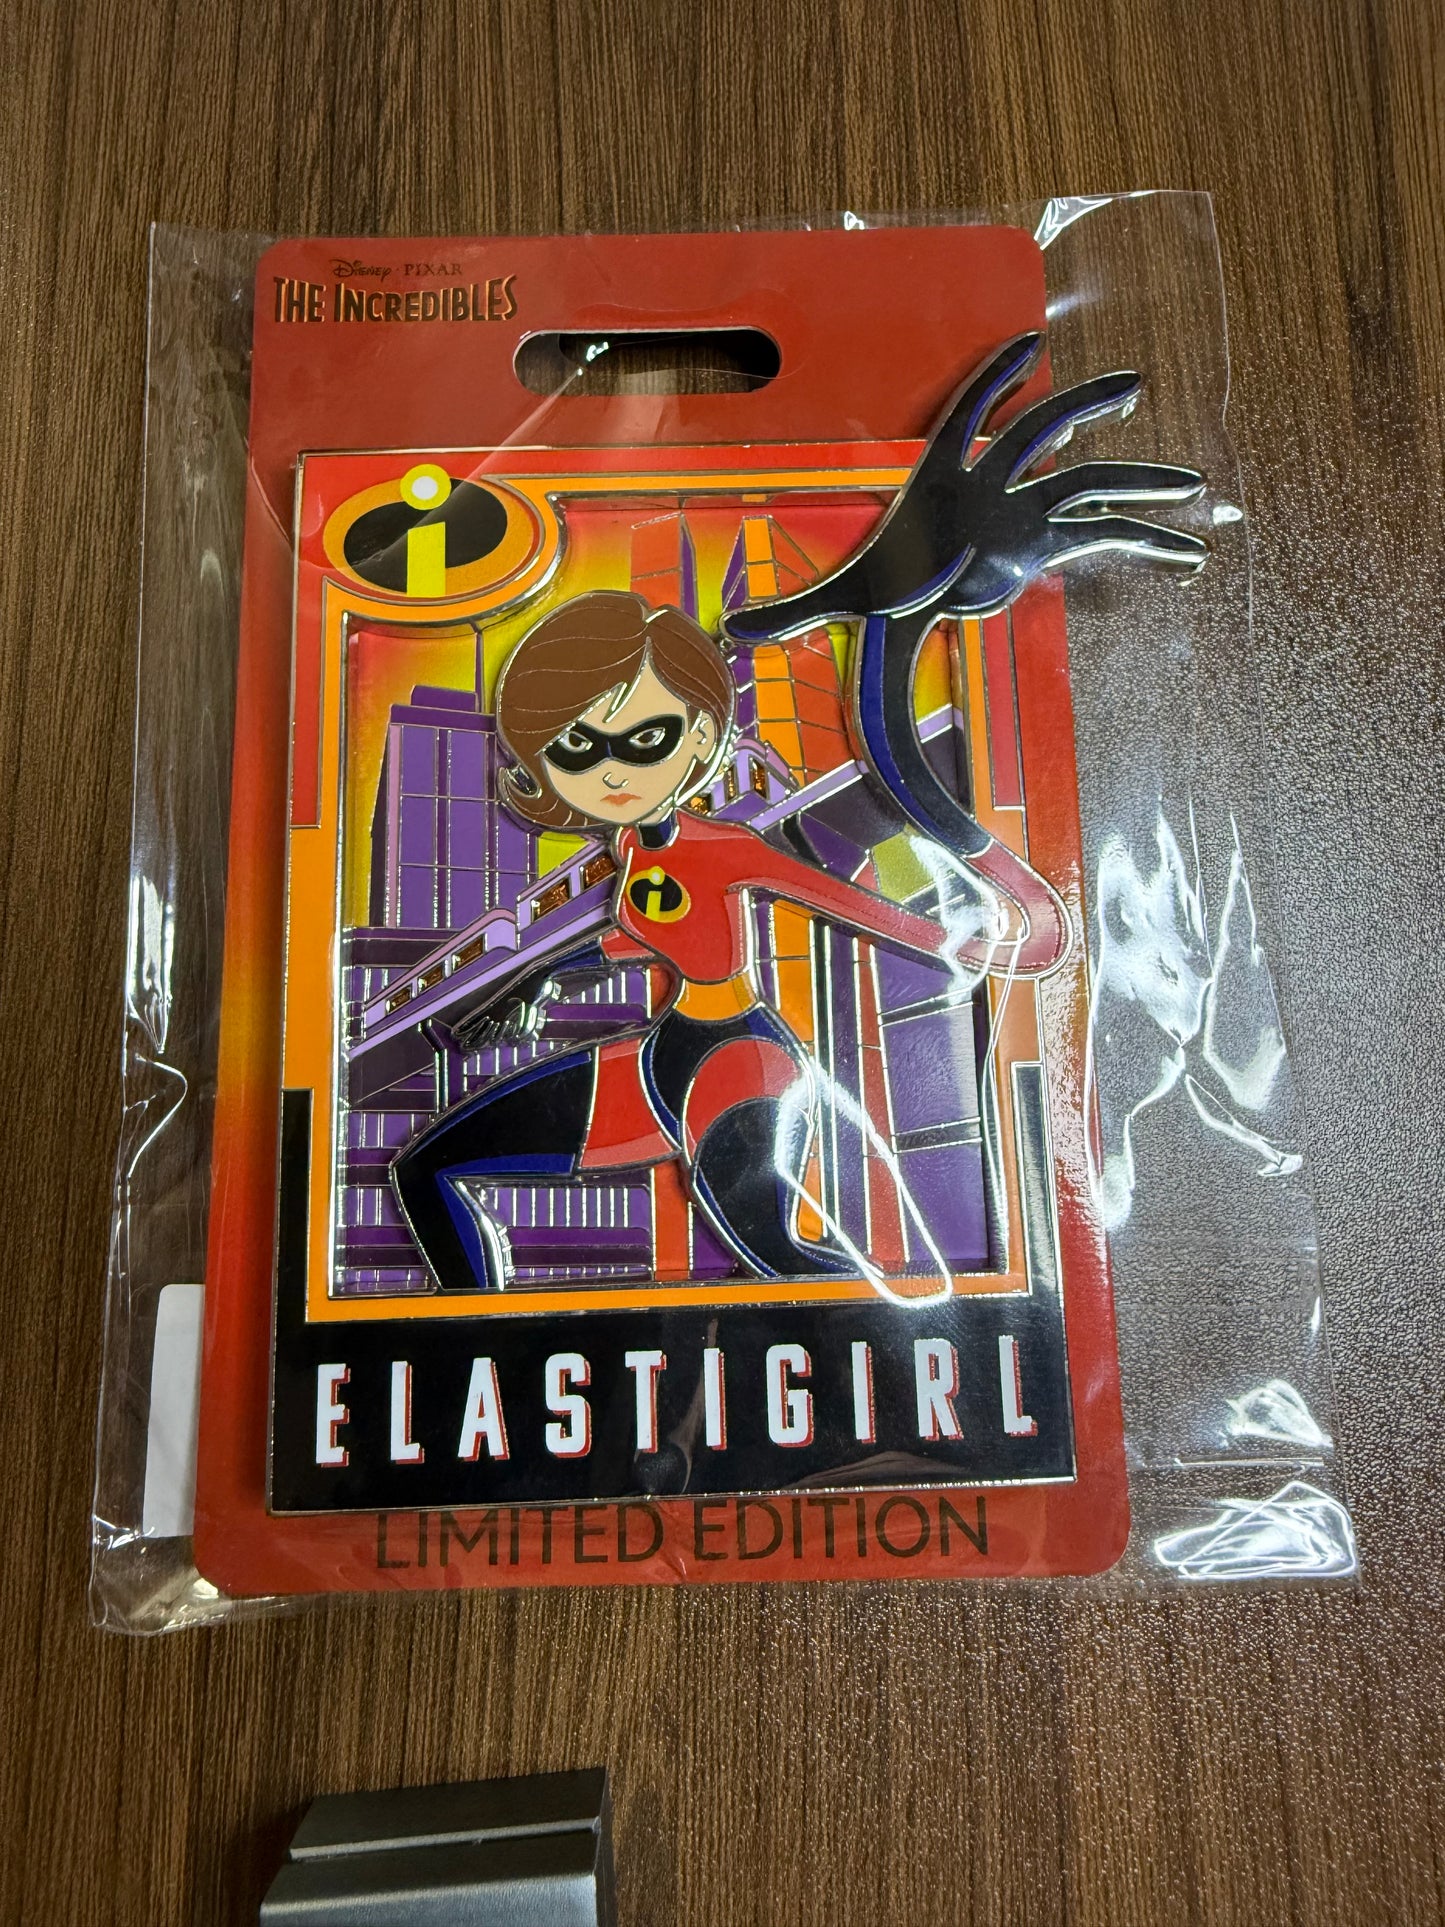 Disney · PIXAR
THE INCREDIBLES
i
i
ELASTIGIRL
LIMITED EDITION